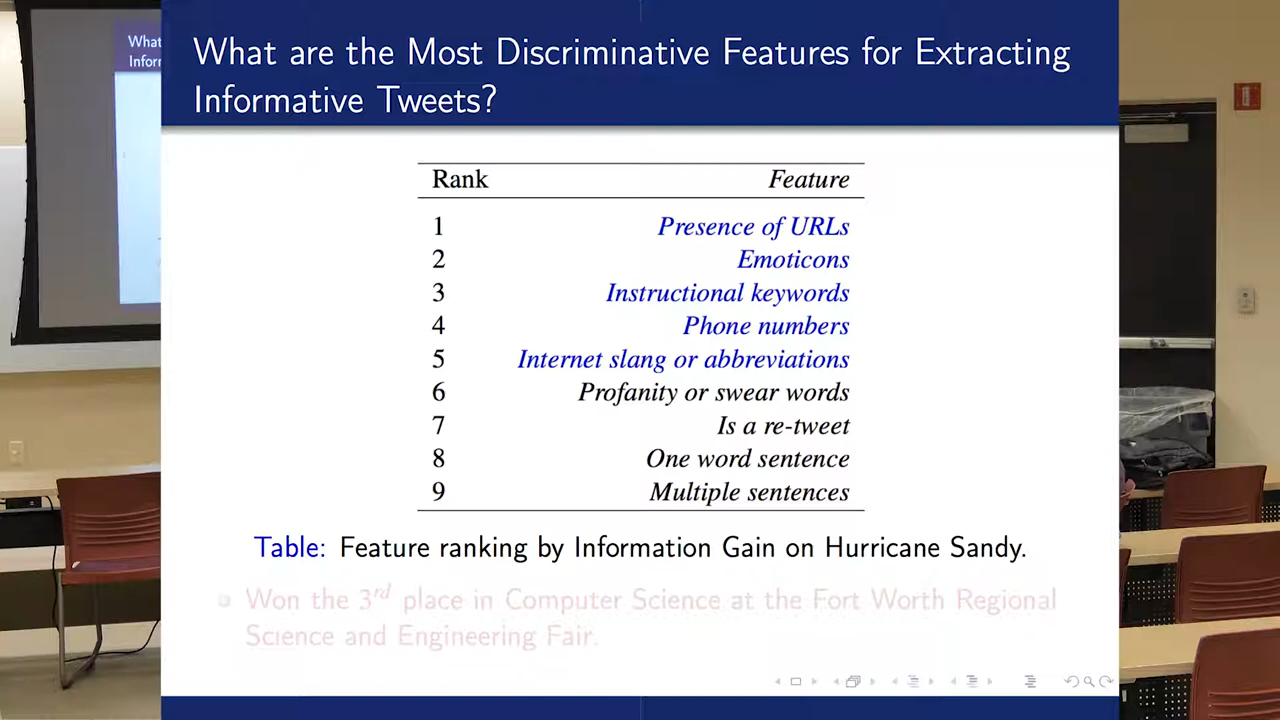 What
Infor
What are the Most Discriminative Features for Extracting
Informative Tweets?
Rank Feature
1 Presence of URLs
2 Emoticons
3 Instructional keywords
4 Phone numbers
5 Internet slang or abbreviations
6 Profanity or swear words
7 Is a re-tweet
8 One word sentence
9 Multiple sentences
Table: Feature ranking by Information Gain on Hurricane Sandy.
Won the 3rd place in Computer Science at the Fort Worth Regional
Science and Engineering Fair.